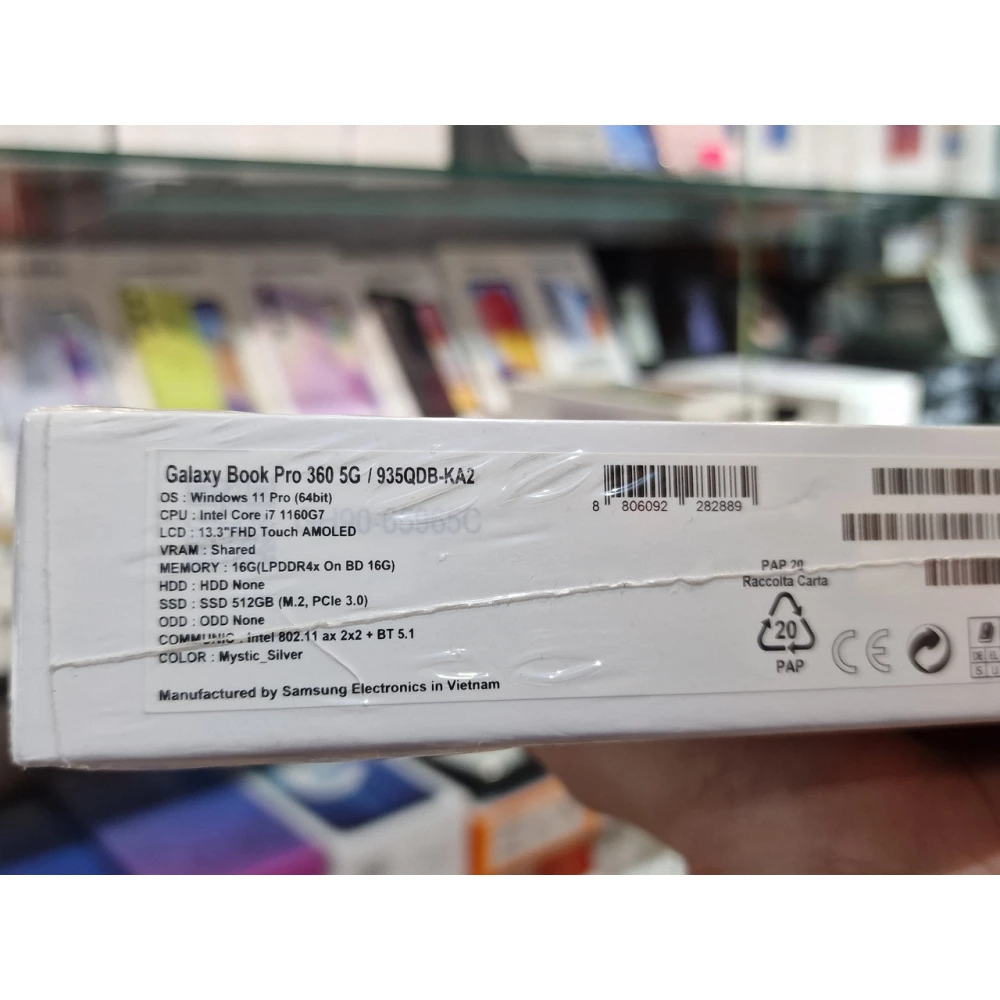 Galaxy Book Pro 360 5G / 935QDB-KA2
OS : Windows 11 Pro (64bit)
CPU : Intel Core i7 1160G7
LCD : 13.3"FHD Touch AMOLED
VRAM : Shared
MEMORY : 16G(LPDDR4x On BD 16G)
HDD : HDD None
SSD : SSD 512GB (M.2, PCIe 3.0)
ODD : ODD None
COMMUNIC : Intel 802.11 ax 2x2 + BT 5.1
COLOR : Mystic_Silver
Manufactured by Samsung Electronics in Vietnam
8 806092 282889
PAP 20
Raccolta Carta
20
PAP
CE
DE EL
S U